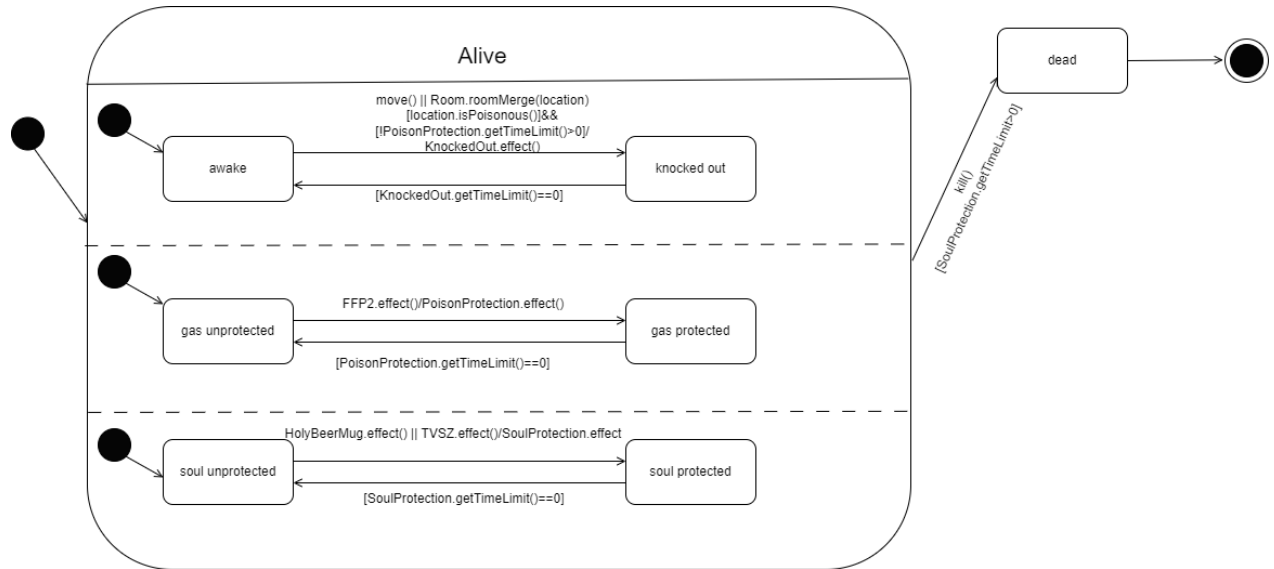 Alive
dead
move() || Room.roomMerge(location)
[location.isPoisonous()]&&
[!PoisonProtection.getTimeLimit()>0]/
KnockedOut.effect()
awake
knocked out
[KnockedOut.getTimeLimit()==0]
kill()
[SoulProtection.getTimeLimit>0]
FFP2.effect()/PoisonProtection.effect()
gas unprotected
gas protected
[PoisonProtection.getTimeLimit()==0]
HolyBeerMug.effect() || TVSZ.effect()/SoulProtection.effect
soul unprotected
soul protected
[SoulProtection.getTimeLimit()==0]